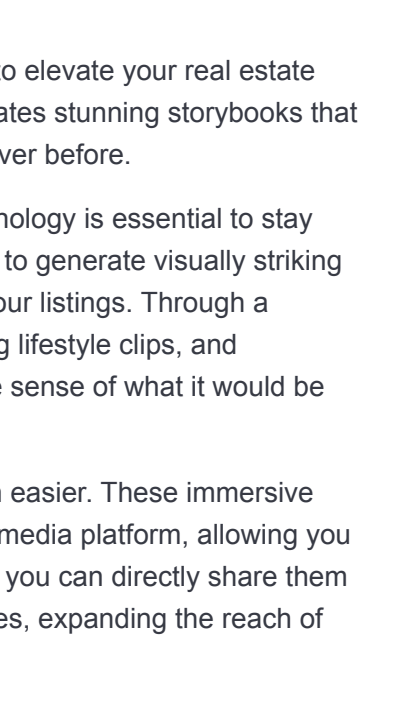 to elevate your real estate
ates stunning storybooks that
ver before.
nology is essential to stay
to generate visually striking
our listings. Through a
g lifestyle clips, and
e sense of what it would be
easier. These immersive
media platform, allowing you
you can directly share them
es, expanding the reach of